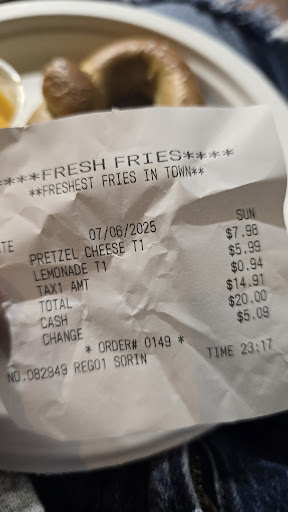 ****FRESH FRIES****
**FRESHEST FRIES IN TOWN**
ATE 07/06/2025 SUN
PRETZEL CHEESE T1 $7.98
LEMONADE T1 $5.99
TAX1 AMT $0.94
TOTAL $14.91
CASH $20.00
CHANGE $5.09
* ORDER# 0149 *
NO.082949 REG01 SORIN TIME 23:17